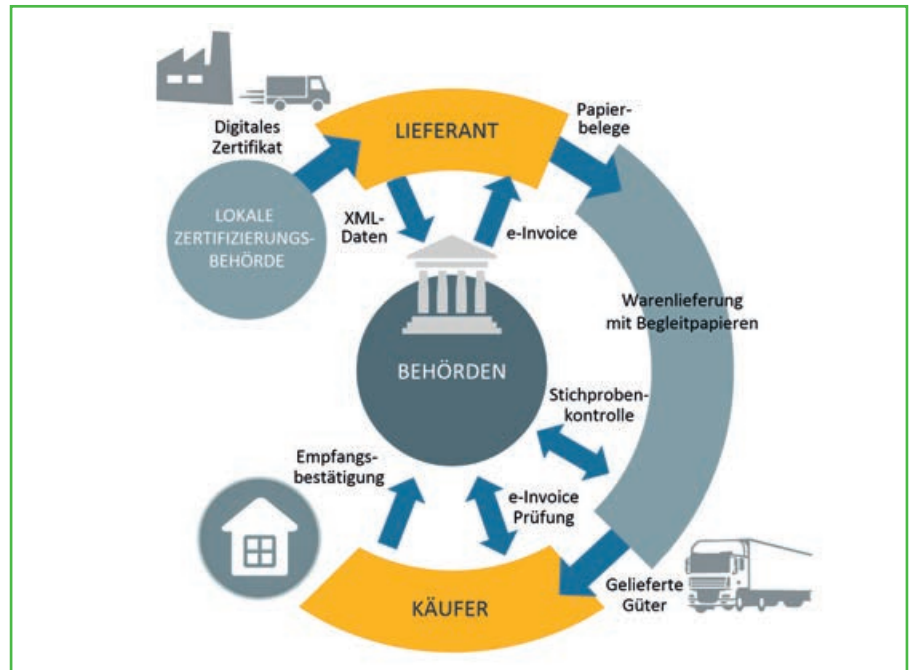 LIEFERANT
Papier-
belege
Digitales
Zertifikat
LOKALE
ZERTIFIZIERUNGS-
BEHÖRDE
XML-
Daten
e-Invoice
Warenlieferung
mit Begleitpapieren
BEHÖRDEN
Stichproben-
kontrolle
Empfangs-
bestätigung
e-Invoice
Prüfung
Gelieferte
Güter
KÄUFER